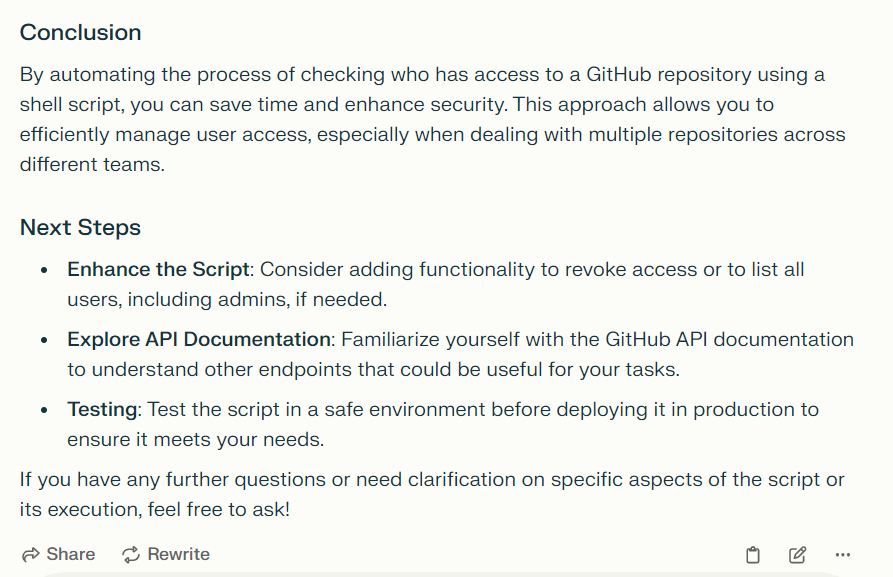 Conclusion
By automating the process of checking who has access to a GitHub repository using a
shell script, you can save time and enhance security. This approach allows you to
efficiently manage user access, especially when dealing with multiple repositories across
different teams.
Next Steps
• Enhance the Script: Consider adding functionality to revoke access or to list all
users, including admins, if needed.
• Explore API Documentation: Familiarize yourself with the GitHub API documentation
to understand other endpoints that could be useful for your tasks.
• Testing: Test the script in a safe environment before deploying it in production to
ensure it meets your needs.
If you have any further questions or need clarification on specific aspects of the script or
its execution, feel free to ask!
Share Rewrite